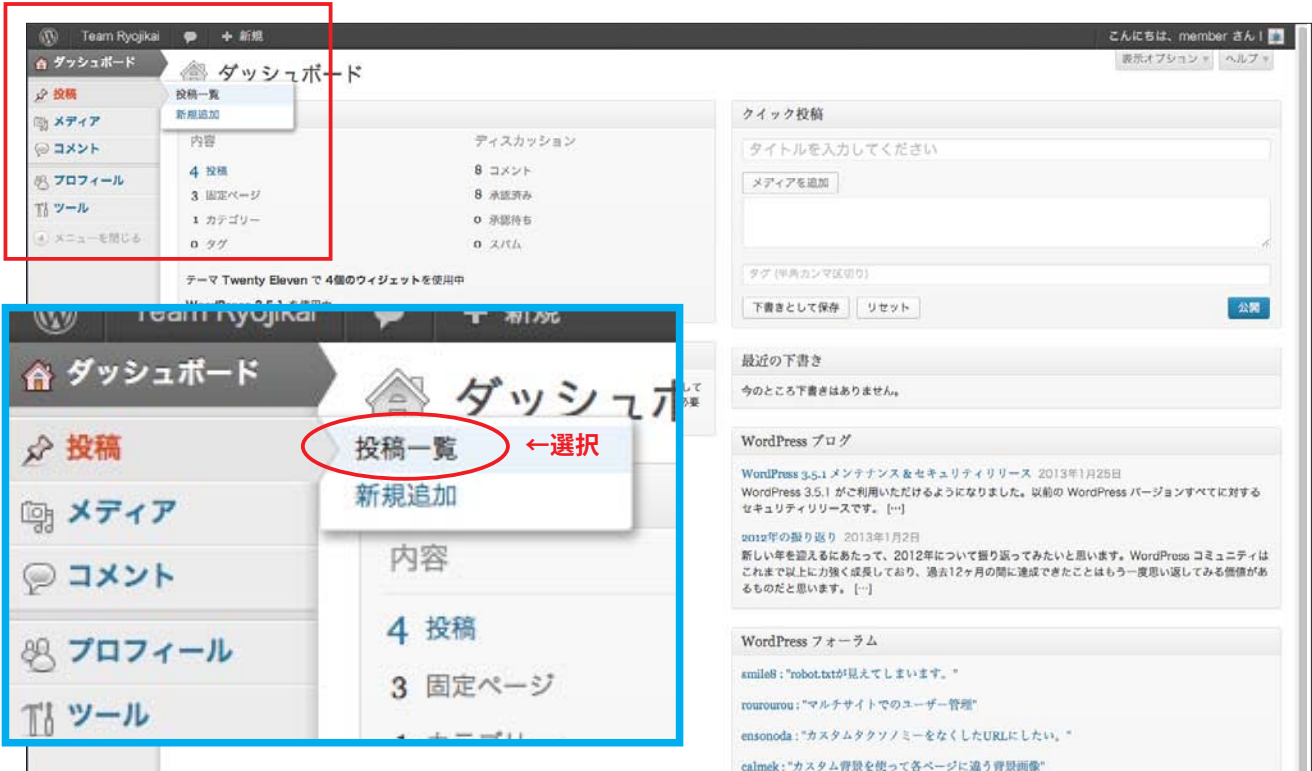 Team Ryojikai + 新規 こんにちは、member さん！
ダッシュボード
ダッシュボード
表示オプション ヘルプ
投稿
投稿一覧
新規追加
メディア
コメント
プロフィール
ツール
メニューを閉じる
内容
ディスカッション
4 投稿
8 コメント
3 固定ページ
8 承認済み
1 カテゴリー
0 承認待ち
0 タグ
0 スパム
テーマ Twenty Eleven で 4個のウィジェットを使用中
WordPress 3.5.1 を使用中
クイック投稿
タイトルを入力してください
メディアを追加
タグ (半角カンマ区切り)
下書きとして保存 リセット 公開
最近の下書き
今のところ下書きはありません。
WordPress ブログ
WordPress 3.5.1 メンテナンス & セキュリティリリース 2013年1月25日
WordPress 3.5.1 がご利用いただけるようになりました。以前の WordPress バージョンすべてに対する
セキュリティリリースです。 […]
2012年の振り返り 2013年1月2日
新しい年を迎えるにあたって、2012年について振り返ってみたいと思います。WordPress コミュニティは
これまで以上に力強く成長しており、過去12ヶ月の間に達成できたことはもう一度思い返してみる価値があ
るものだと思います。 […]
WordPress フォーラム
smile8 : "robot.txtが見えてしまいます。"
rourourou : "マルチサイトでのユーザー管理"
ensonoda : "カスタムタクソノミーをなくしたURLにしたい。"
calmek : "カスタム背景を使って各ページに違う背景画像"
Team Ryojikai + 新規
ダッシュボード
ダッシュボ
投稿
投稿一覧 ←選択
新規追加
メディア
コメント
プロフィール
ツール
内容
4 投稿
3 固定ページ
1 カテゴリー
して
必要